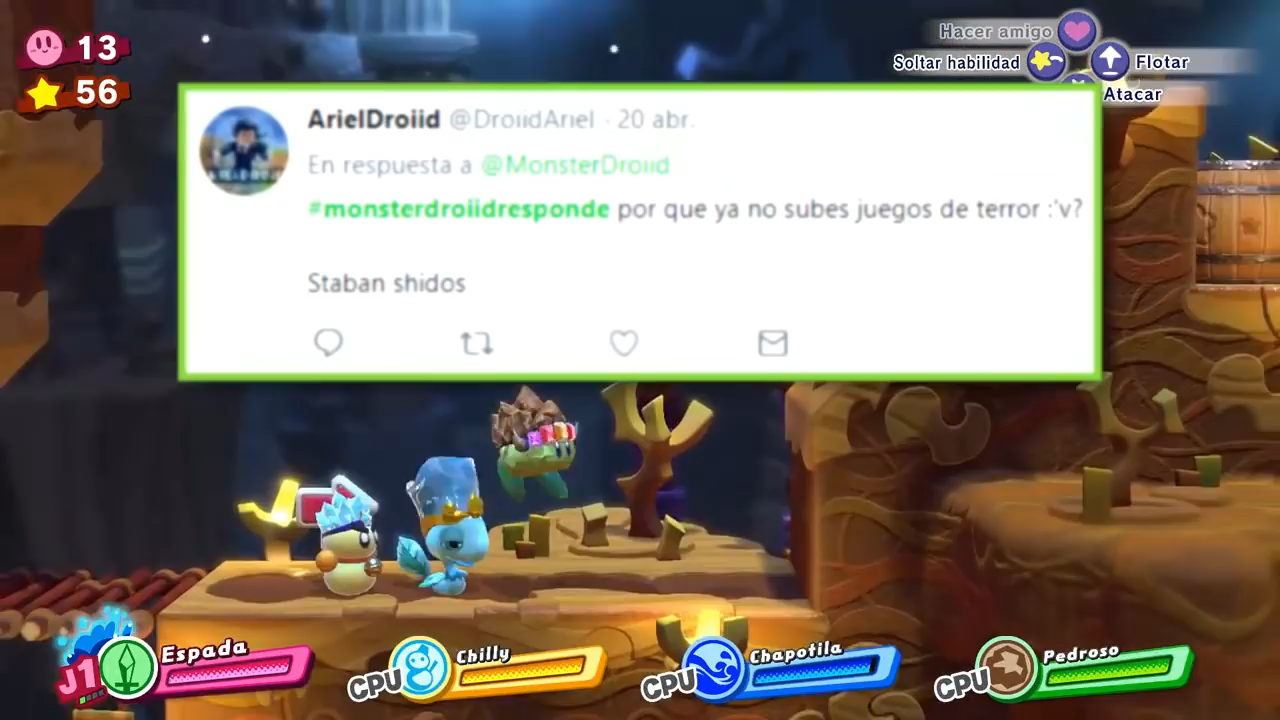 13
56
Hacer amigo
Soltar habilidad
Flotar
Atacar
ArielDroiid @DroiidAriel · 20 abr.
En respuesta a @MonsterDroiid
#monsterdroiidresponde por que ya no subes juegos de terror :'v?
Staban shidos
J1 Espada
CPU Chilly
CPU Chapotila
CPU Pedroso